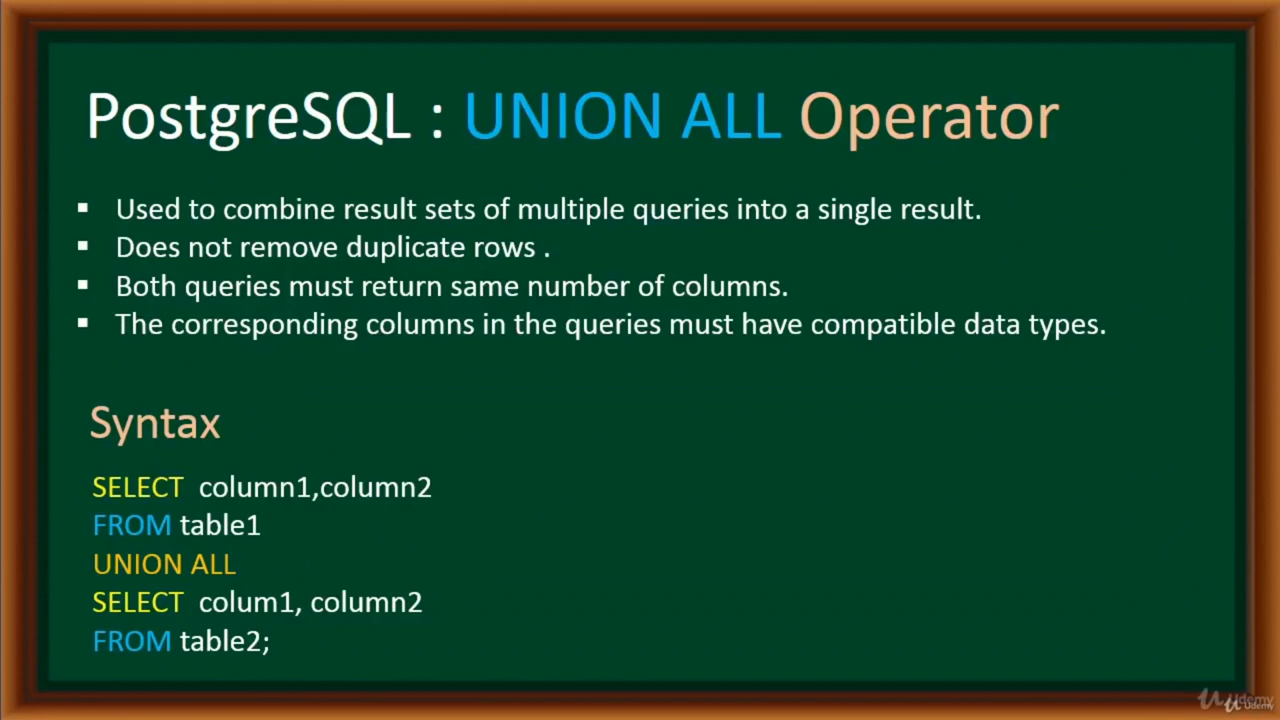 PostgreSQL : UNION ALL Operator
▪ Used to combine result sets of multiple queries into a single result.
▪ Does not remove duplicate rows .
▪ Both queries must return same number of columns.
▪ The corresponding columns in the queries must have compatible data types.
Syntax
SELECT column1,column2
FROM table1
UNION ALL
SELECT colum1, column2
FROM table2;
Udemy
Udemy